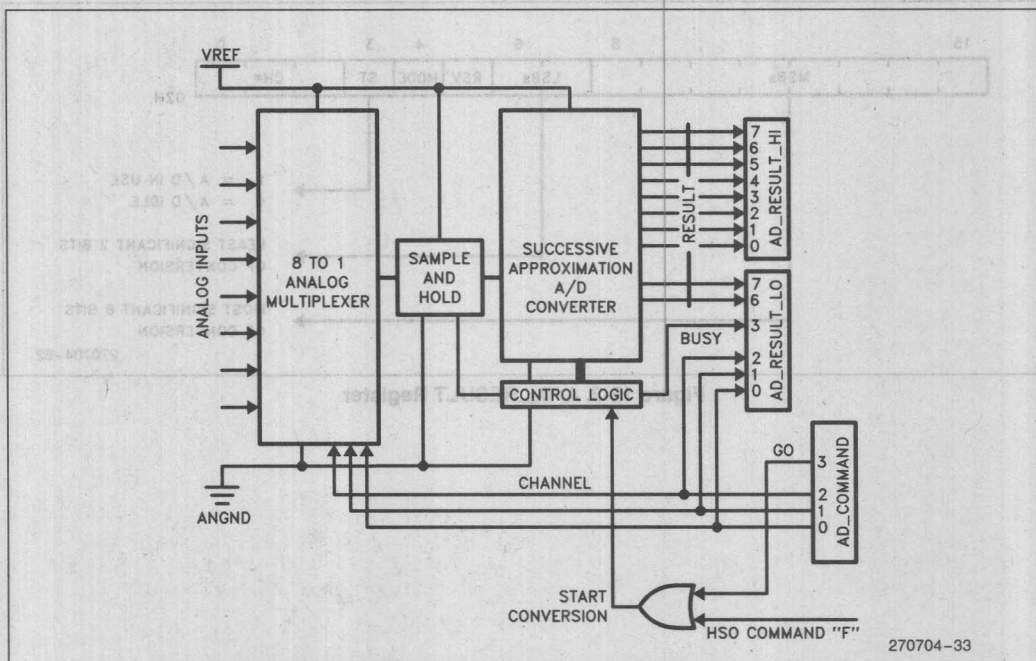 VREF
ANALOG INPUTS
8 TO 1
ANALOG
MULTIPLEXER
SAMPLE
AND
HOLD
SUCCESSIVE
APPROXIMATION
A/D
CONVERTER
CONTROL LOGIC
RESULT
7
6
5
4
3
2
1
0
AD_RESULT_HI
7
6
3
2
1
0
AD_RESULT_LO
BUSY
GO
3
2
1
0
AD_COMMAND
CHANNEL
ANGND
START
CONVERSION
HSO COMMAND "F"
270704-33